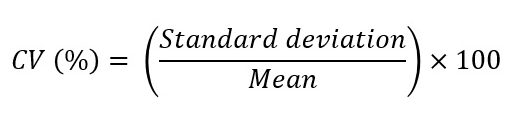 CV (%) = (Standard deviation / Mean) × 100